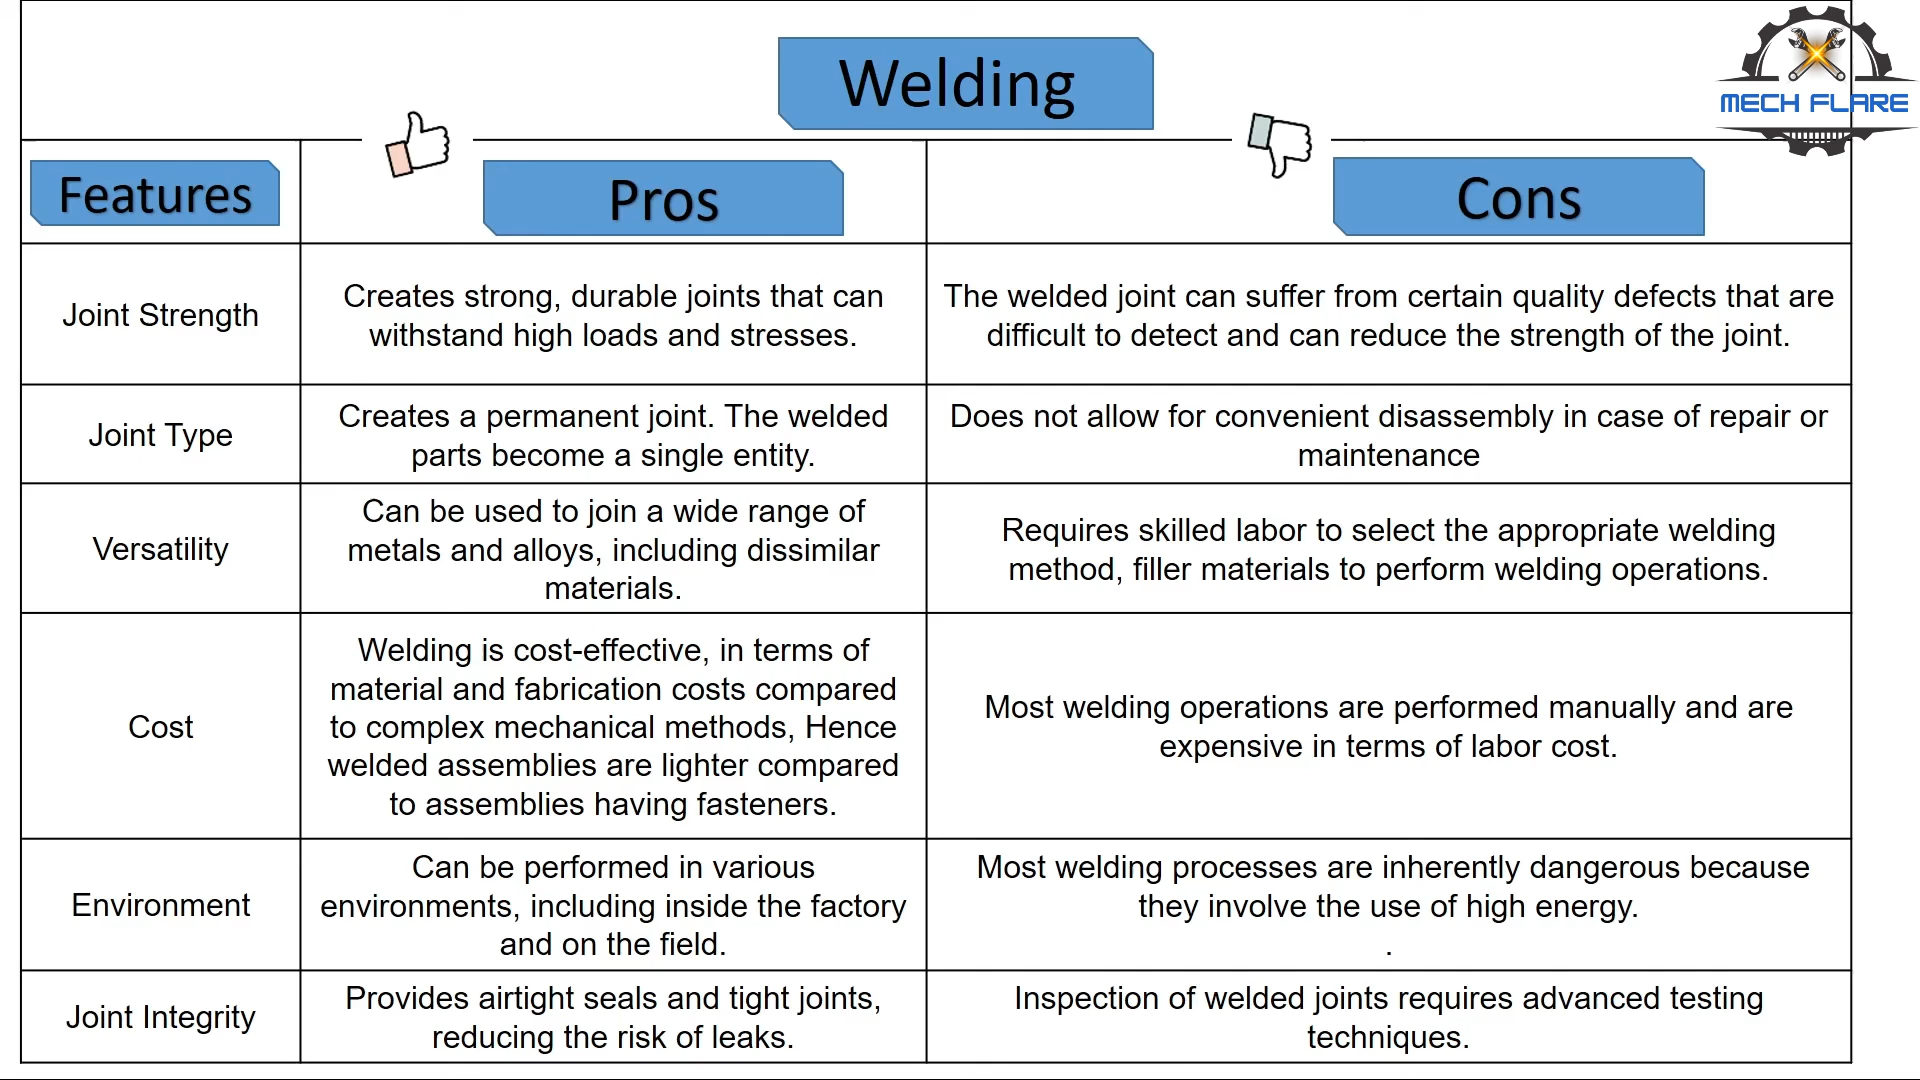 Welding
MECH FLARE
Features
Pros
Cons
Joint Strength
Creates strong, durable joints that can
withstand high loads and stresses.
The welded joint can suffer from certain quality defects that are
difficult to detect and can reduce the strength of the joint.
Joint Type
Creates a permanent joint. The welded
parts become a single entity.
Does not allow for convenient disassembly in case of repair or
maintenance
Versatility
Can be used to join a wide range of
metals and alloys, including dissimilar
materials.
Requires skilled labor to select the appropriate welding
method, filler materials to perform welding operations.
Cost
Welding is cost-effective, in terms of
material and fabrication costs compared
to complex mechanical methods, Hence
welded assemblies are lighter compared
to assemblies having fasteners.
Most welding operations are performed manually and are
expensive in terms of labor cost.
Environment
Can be performed in various
environments, including inside the factory
and on the field.
Most welding processes are inherently dangerous because
they involve the use of high energy.
.
Joint Integrity
Provides airtight seals and tight joints,
reducing the risk of leaks.
Inspection of welded joints requires advanced testing
techniques.